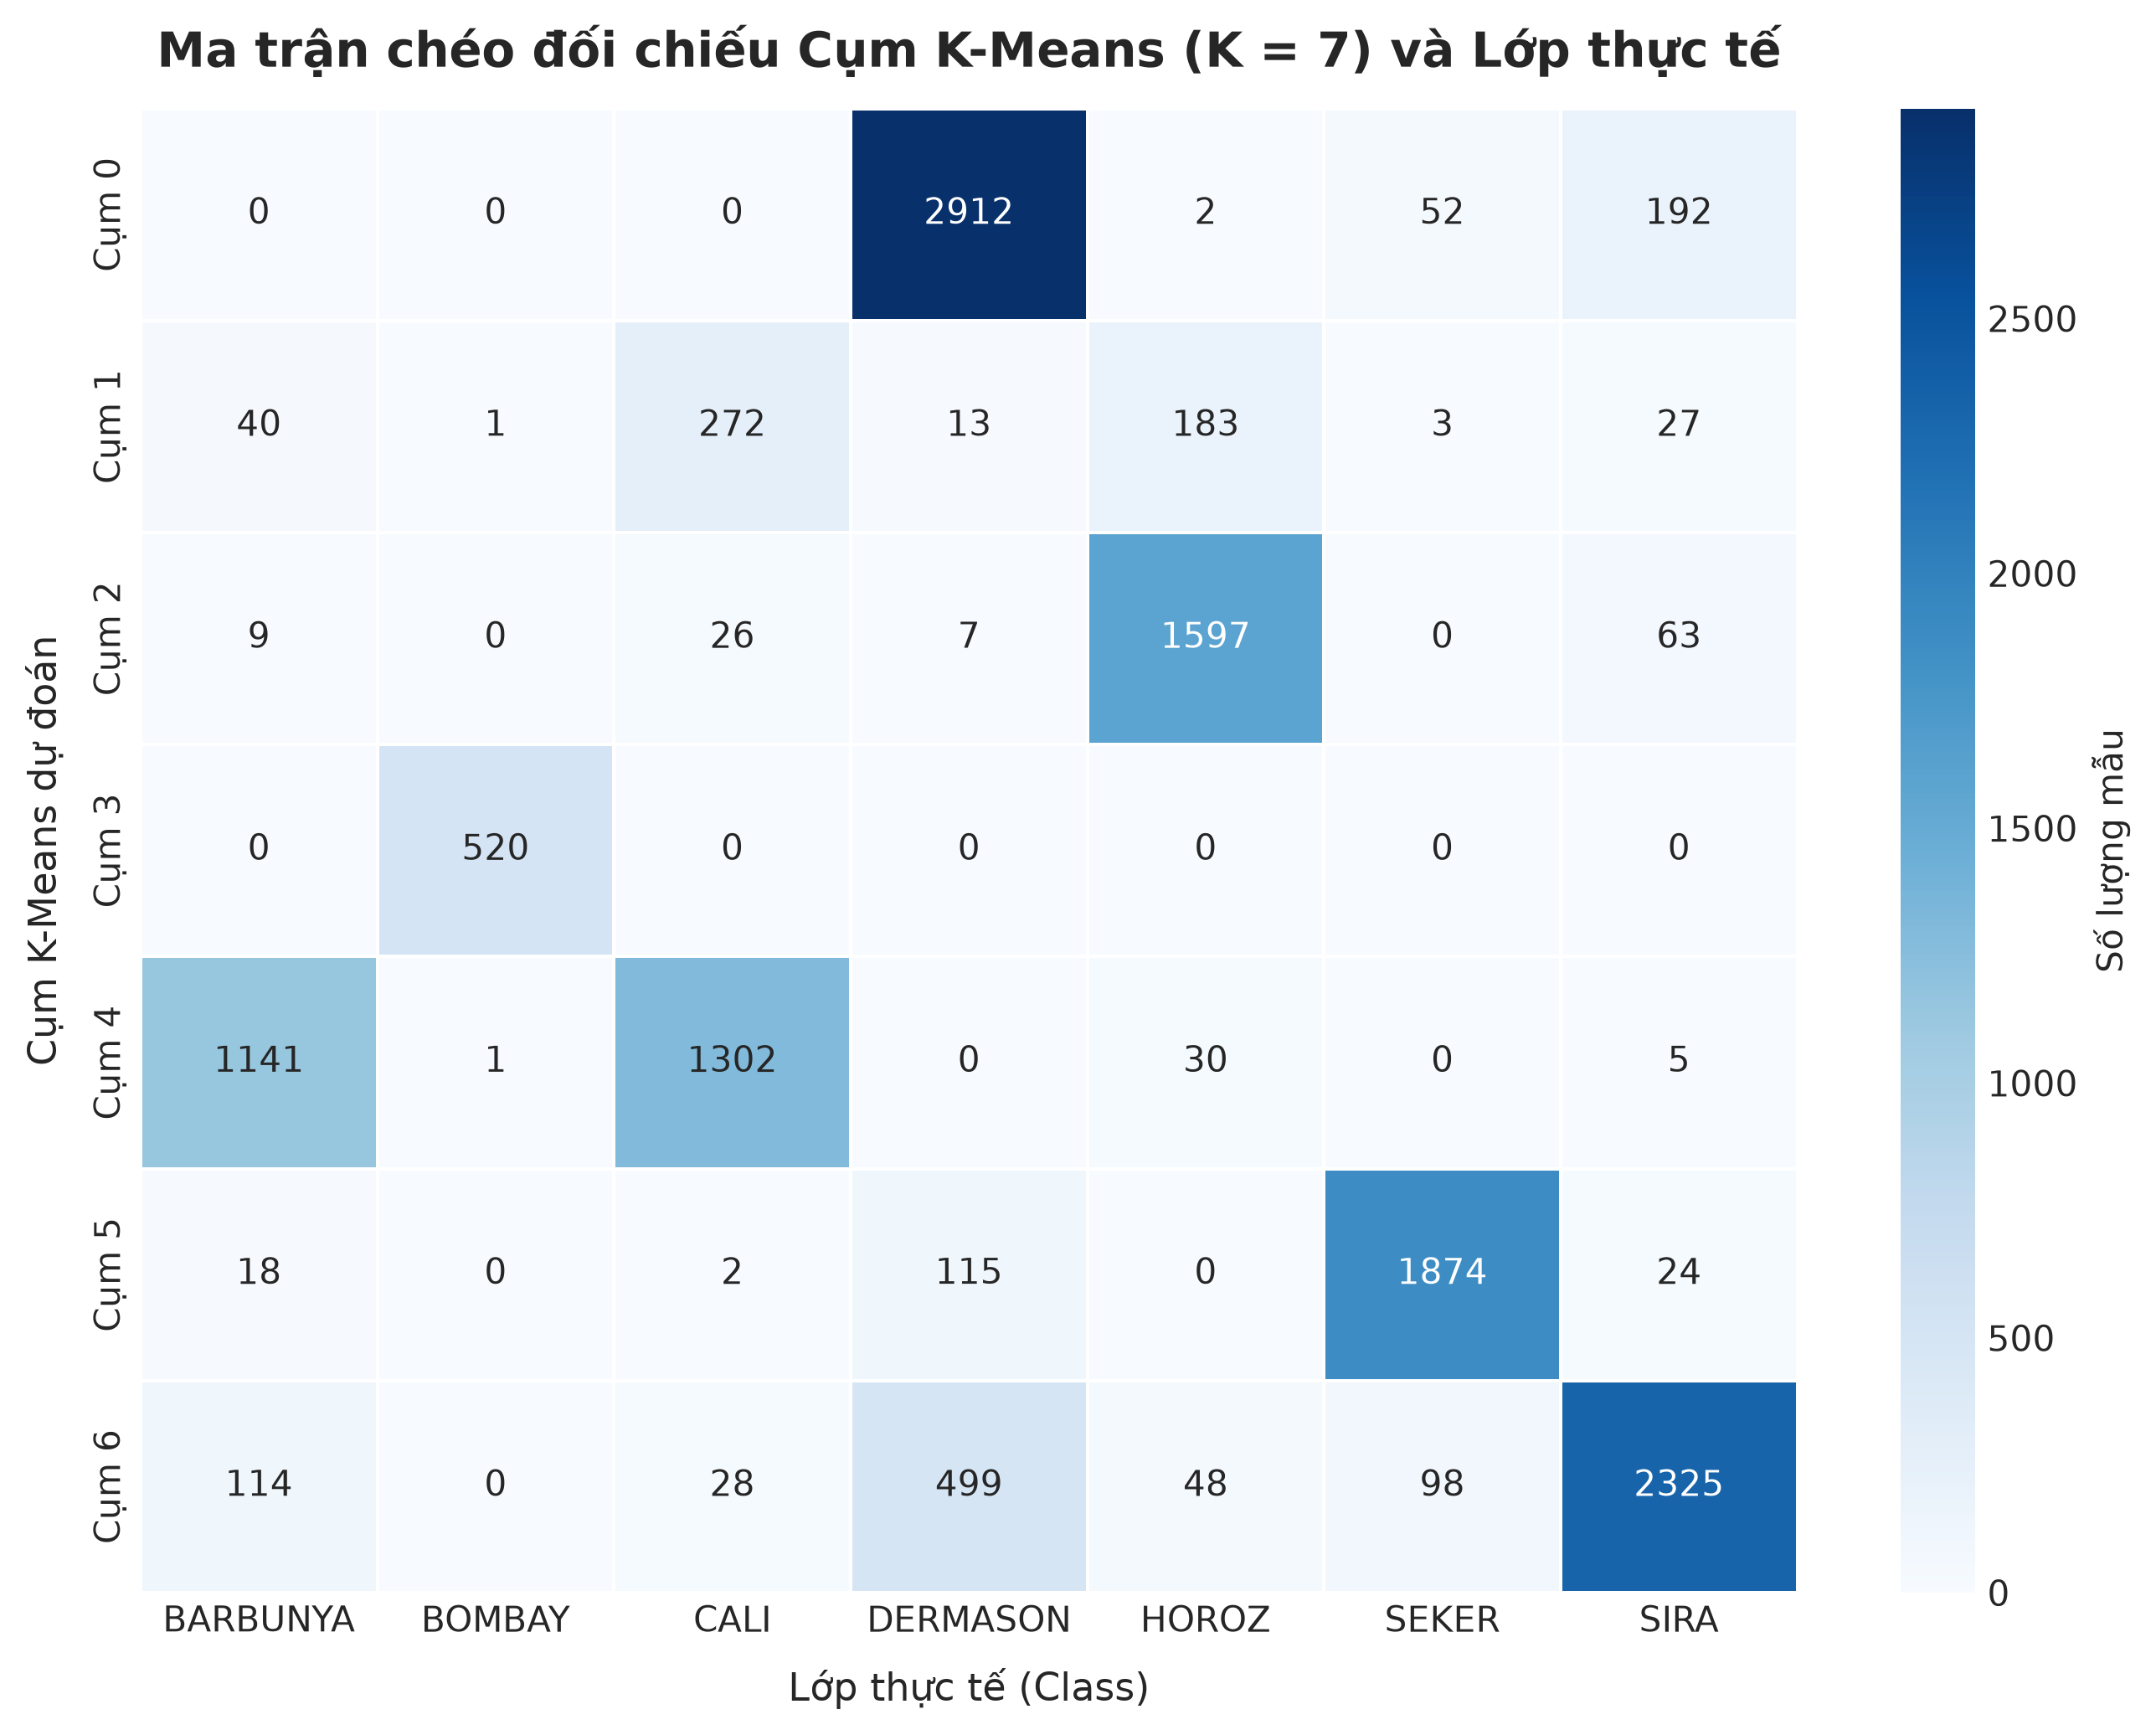 Ma trận chéo đối chiếu Cụm K-Means (K = 7) và Lớp thực tế
Cụm K-Means dự đoán
Cụm 0 0 0 0 2912 2 52 192
Cụm 1 40 1 272 13 183 3 27
Cụm 2 9 0 26 7 1597 0 63
Cụm 3 0 520 0 0 0 0 0
Cụm 4 1141 1 1302 0 30 0 5
Cụm 5 18 0 2 115 0 1874 24
Cụm 6 114 0 28 499 48 98 2325
BARBUNYA BOMBAY CALI DERMASON HOROZ SEKER SIRA
Lớp thực tế (Class)
2500
2000
1500
1000
500
0
Số lượng mẫu